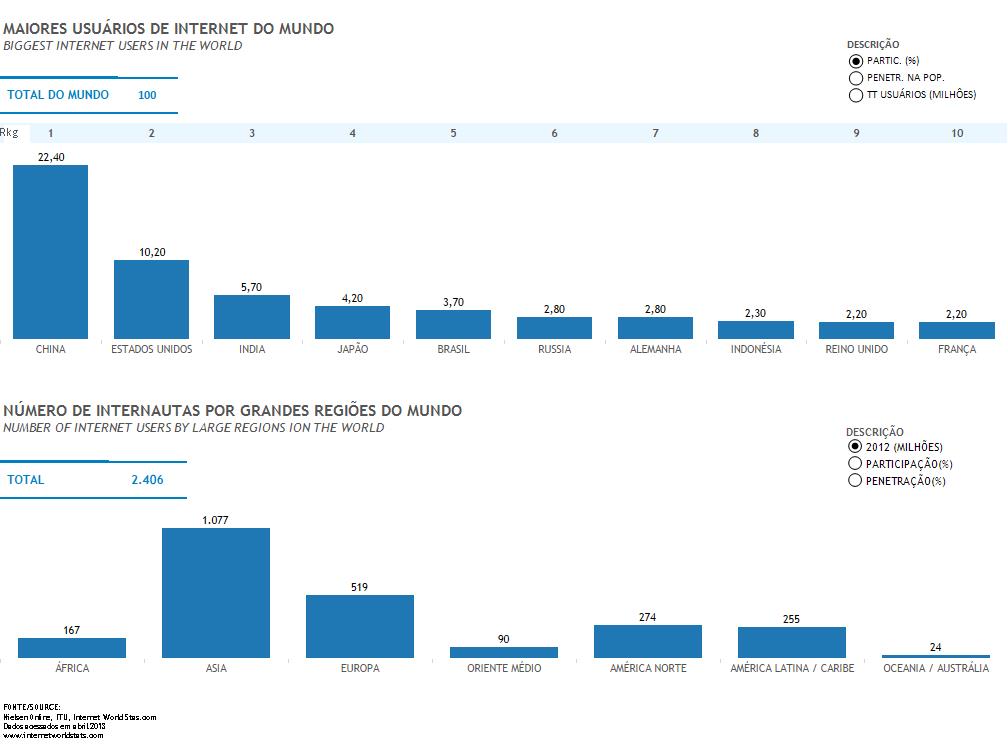 MAIORES USUÁRIOS DE INTERNET DO MUNDO
BIGGEST INTERNET USERS IN THE WORLD
DESCRIÇÃO
PARTIC. (%)
PENETR. NA POP.
TT USUÁRIOS (MILHÕES)
TOTAL DO MUNDO 100
Rkg 1 2 3 4 5 6 7 8 9 10
22,40 10,20 5,70 4,20 3,70 2,80 2,80 2,30 2,20 2,20
CHINA ESTADOS UNIDOS INDIA JAPÃO BRASIL RUSSIA ALEMANHA INDONÉSIA REINO UNIDO FRANÇA
NÚMERO DE INTERNAUTAS POR GRANDES REGIÕES DO MUNDO
NUMBER OF INTERNET USERS BY LARGE REGIONS ION THE WORLD
DESCRIÇÃO
2012 (MILHÕES)
PARTICIPAÇÃO(%)
PENETRAÇÃO(%)
TOTAL 2.406
167 1.077 519 90 274 255 24
ÁFRICA ASIA EUROPA ORIENTE MÉDIO AMÉRICA NORTE AMÉRICA LATINA / CARIBE OCEANIA / AUSTRÁLIA
FONTE/SOURCE:
Nielsen Online, ITU, Internet World Stas.com
Dados acessados em abril 2013
www.internetworldstats.com